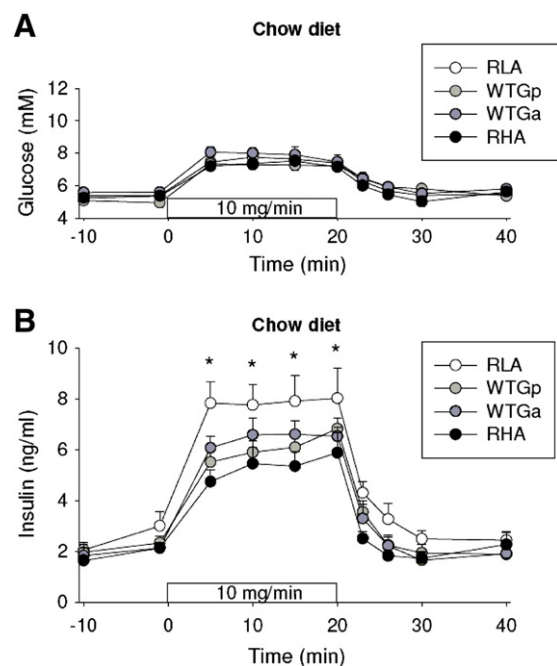 A
Chow diet
RLA
WTGp
WTGa
RHA
Glucose (mM)
12
10
8
6
4
10 mg/min
-10 0 10 20 30 40
Time (min)
B
Chow diet
* * * *
RLA
WTGp
WTGa
RHA
Insulin (ng/ml)
10
8
6
4
2
0
10 mg/min
-10 0 10 20 30 40
Time (min)